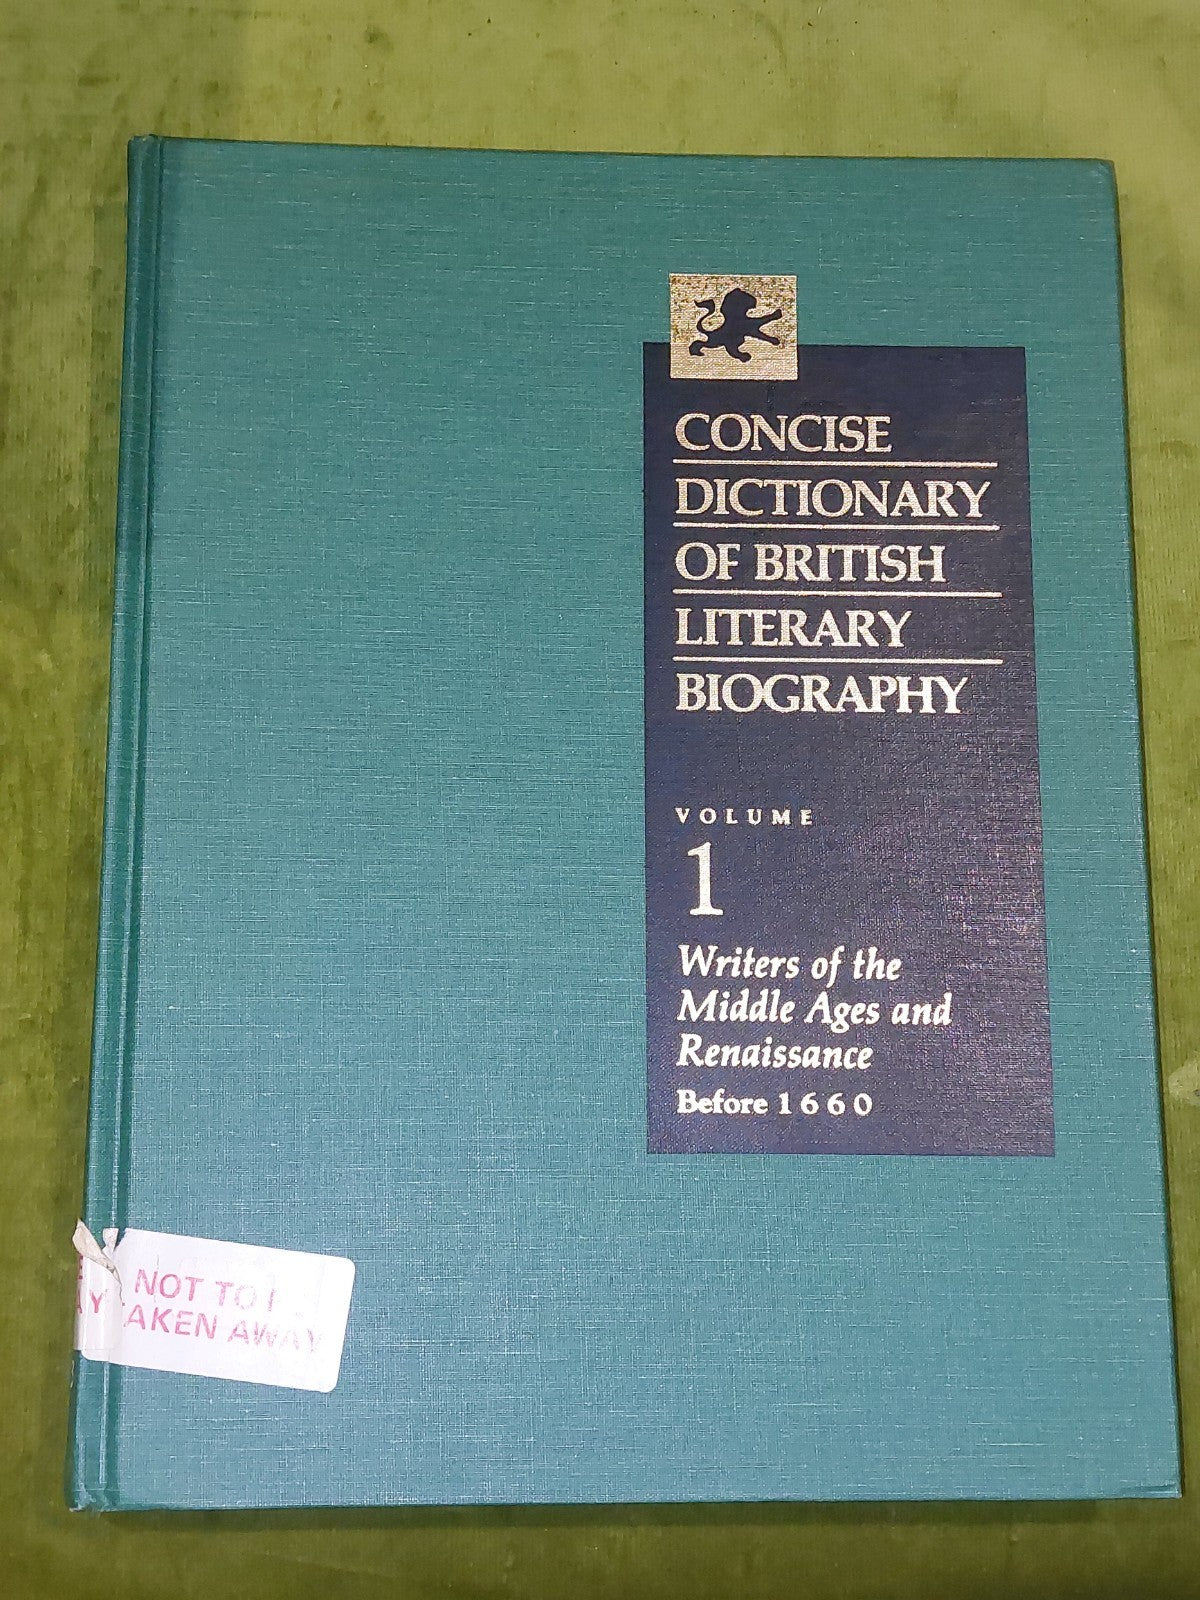 CONCISE
DICTIONARY
OF BRITISH
LITERARY
BIOGRAPHY
VOLUME
1
Writers of the
Middle Ages and
Renaissance
Before 1660
NOT TO
TAKEN AWAY